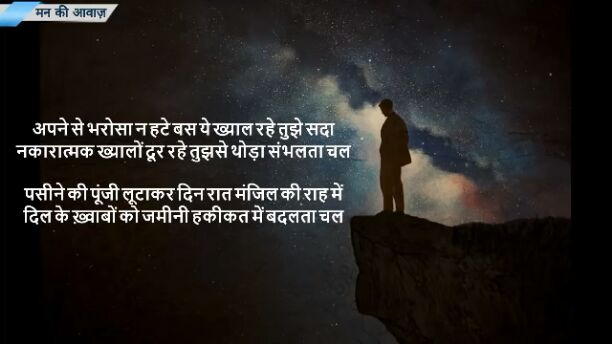 मन की आवाज़
अपने से भरोसा न हटे बस ये ख्याल रहे तुझे सदा
नकारात्मक ख्यालों दूर रहे तुझसे थोड़ा संभलता चल
पसीने की पूंजी लूटाकर दिन रात मंजिल की राह में
दिल के ख़्वाबों को जमीनी हकीकत में बदलता चल